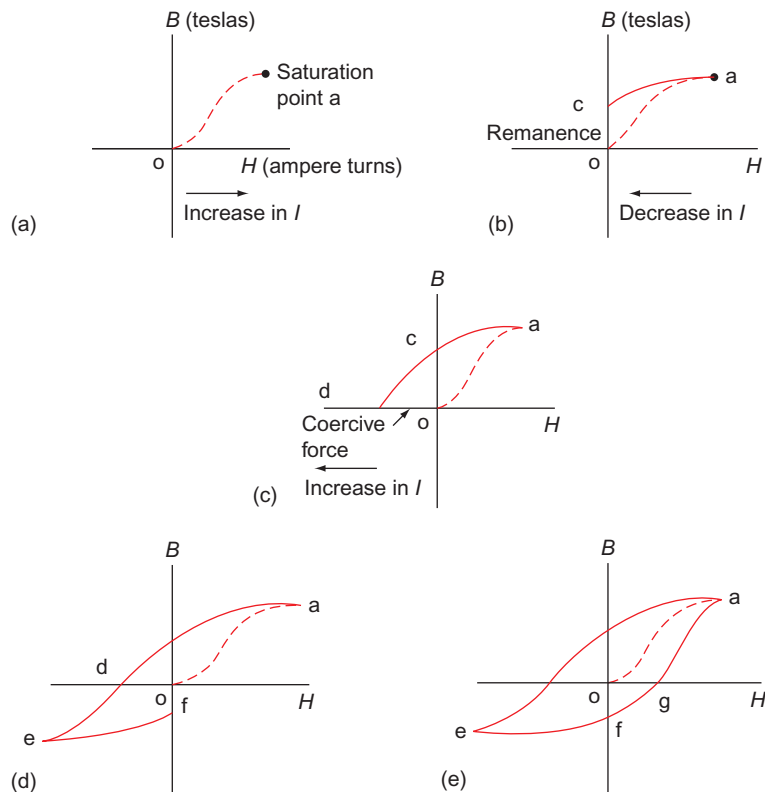 B (teslas)
Saturation
point a
o
H (ampere turns)
Increase in I
(a)
B (teslas)
a
c
Remanence
o
H
Decrease in I
(b)
B
a
c
d
Coercive
force
o
H
Increase in I
(c)
B
a
d
o
H
f
e
(d)
B
a
o
g
H
f
e
(e)